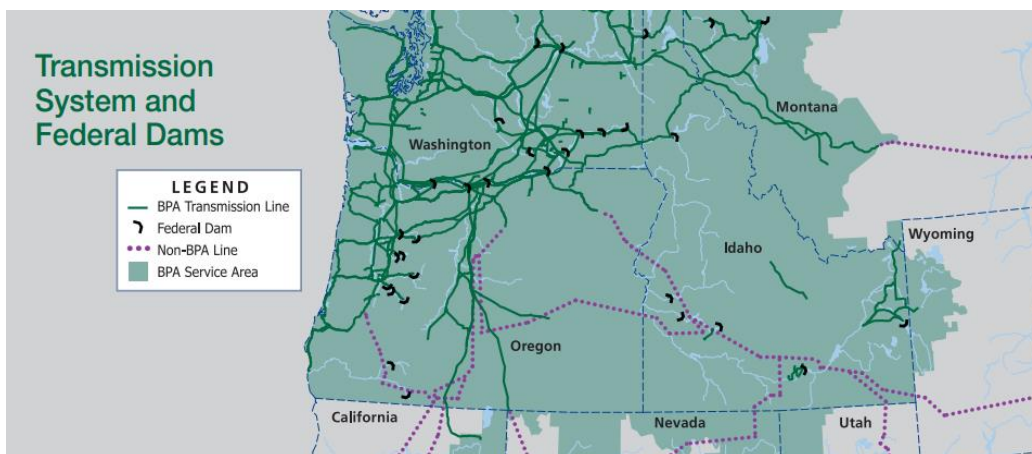 Transmission
System and
Federal Dams
LEGEND
BPA Transmission Line
Federal Dam
Non-BPA Line
BPA Service Area
Washington
Montana
Oregon
Idaho
Wyoming
California
Nevada
Utah